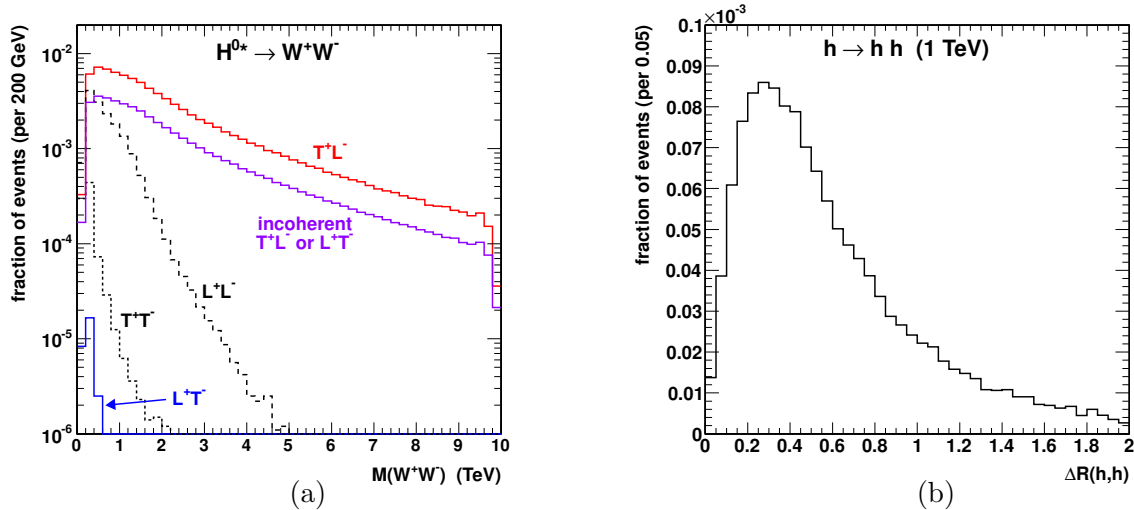 H⁰* → W⁺W⁻
fraction of events (per 200 GeV)
10⁻²
10⁻³
10⁻⁴
10⁻⁵
10⁻⁶
T⁺L⁻
incoherent
T⁺L⁻ or L⁺T⁻
L⁺L⁻
T⁺T⁻
L⁺T⁻
0 1 2 3 4 5 6 7 8 9 10
M(W⁺W⁻) (TeV)
(a)
×10⁻³
h → h h (1 TeV)
fraction of events (per 0.05)
0.1
0.09
0.08
0.07
0.06
0.05
0.04
0.03
0.02
0.01
0
0 0.2 0.4 0.6 0.8 1 1.2 1.4 1.6 1.8 2
ΔR(h,h)
(b)